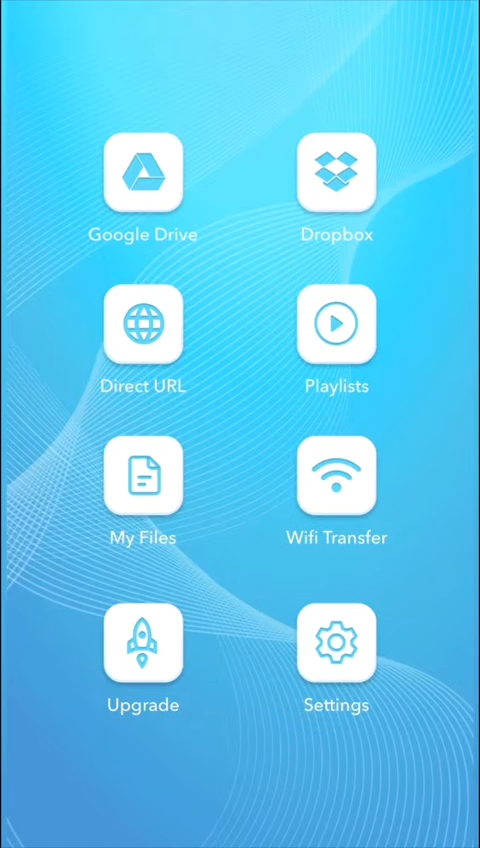 Google Drive
Dropbox
Direct URL
Playlists
My Files
Wifi Transfer
Upgrade
Settings